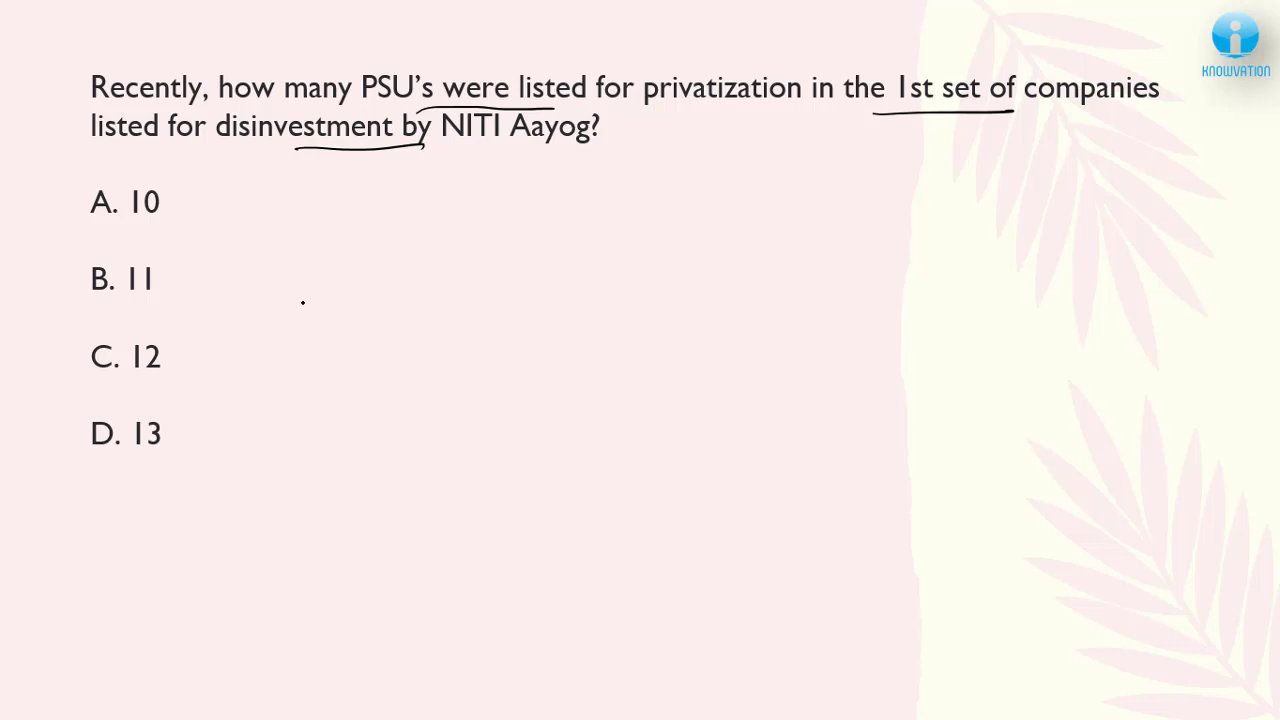 KNOWVATION
Recently, how many PSU’s were listed for privatization in the 1st set of companies
listed for disinvestment by NITI Aayog?
A. 10
B. 11
C. 12
D. 13